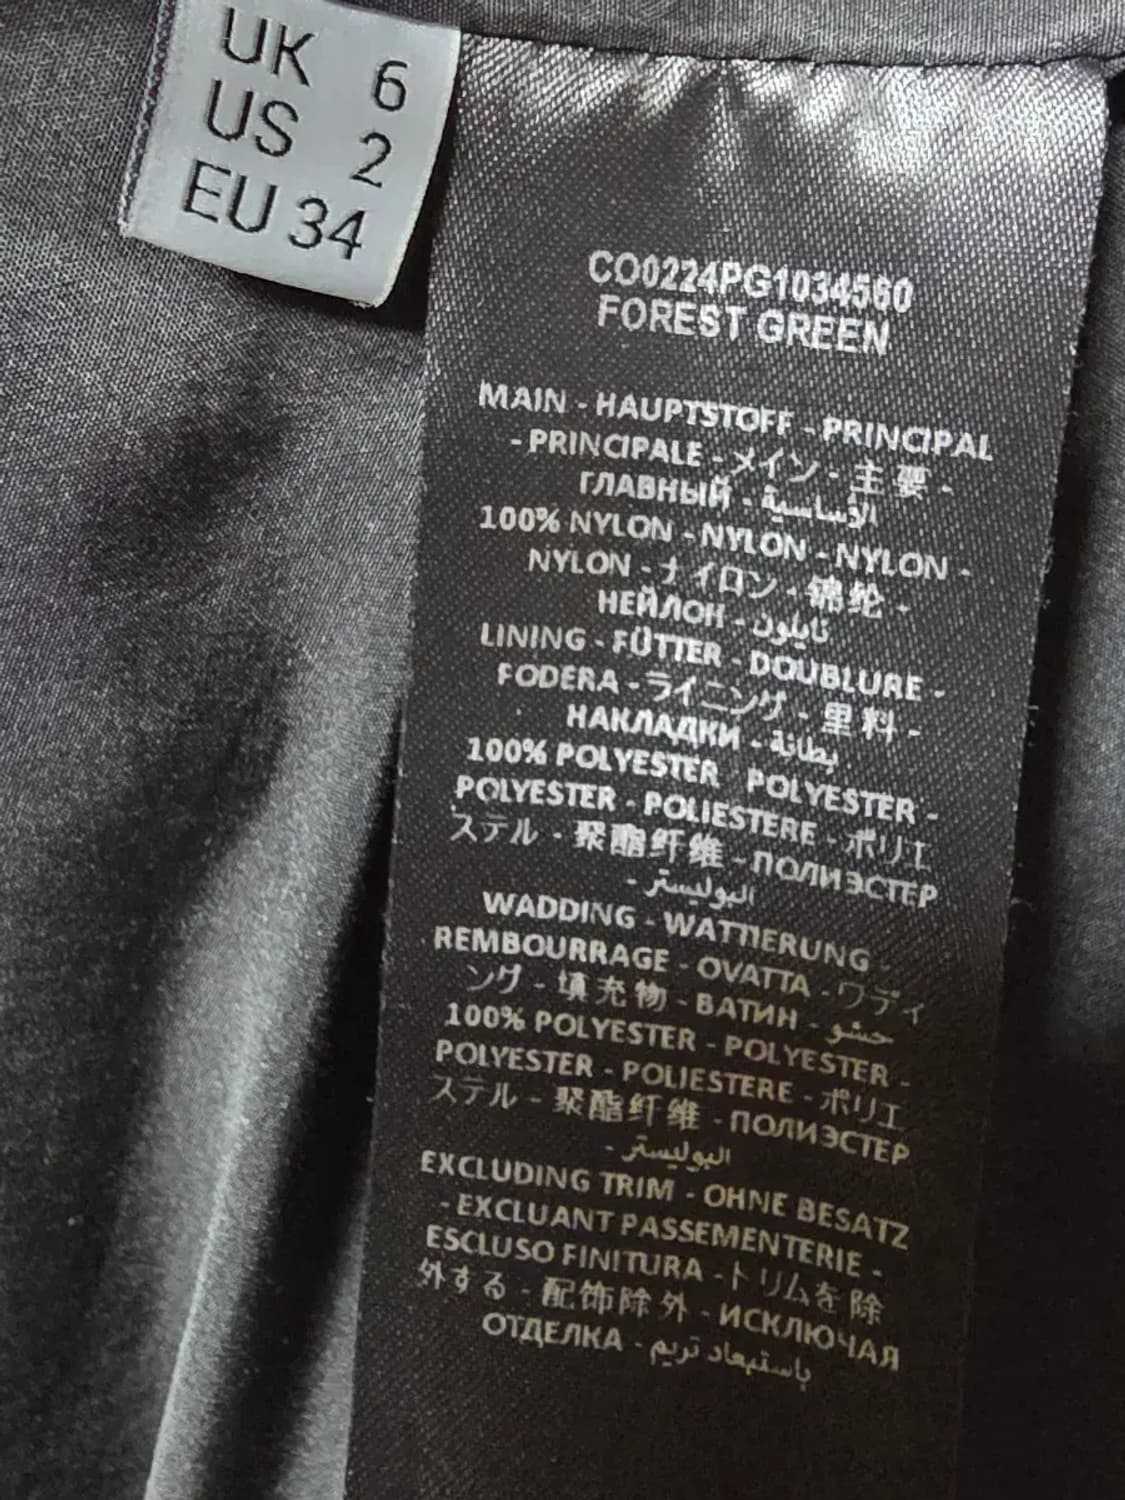 UK 6
US 2
EU 34
CO0224PG1034560
FOREST GREEN
MAIN - HAUPTSTOFF - PRINCIPAL
- PRINCIPALE - メイン - 主要 -
ГЛАВНЫЙ - الأساسية
100% NYLON - NYLON - NYLON -
NYLON - ナイロン - 锦纶 -
НЕЙЛОН - نايلون
LINING - FÜTTER - DOUBLURE -
FODERA - ライニング - 里料 -
НАКЛАДКИ - بطانة
100% POLYESTER POLYESTER -
POLYESTER - POLIESTERE - ポリエ
ステル - 聚酯纤维 - ПОЛИЭСТЕР
- البوليستر
WADDING - WATTIERUNG -
REMBOURRAGE - OVATTA - ワディ
ング - 填充物 - ВАТИН - حشو
100% POLYESTER - POLYESTER -
POLYESTER - POLIESTERE - ポリエ
ステル - 聚酯纤维 - ПОЛИЭСТЕР
- البوليستر
EXCLUDING TRIM - OHNE BESATZ
- EXCLUANT PASSEMENTERIE -
ESCLUSO FINITURA - トリムを除
外する - 配饰除外 - ИСКЛЮЧАЯ
ОТДЕЛКА - باستبعاد تريم